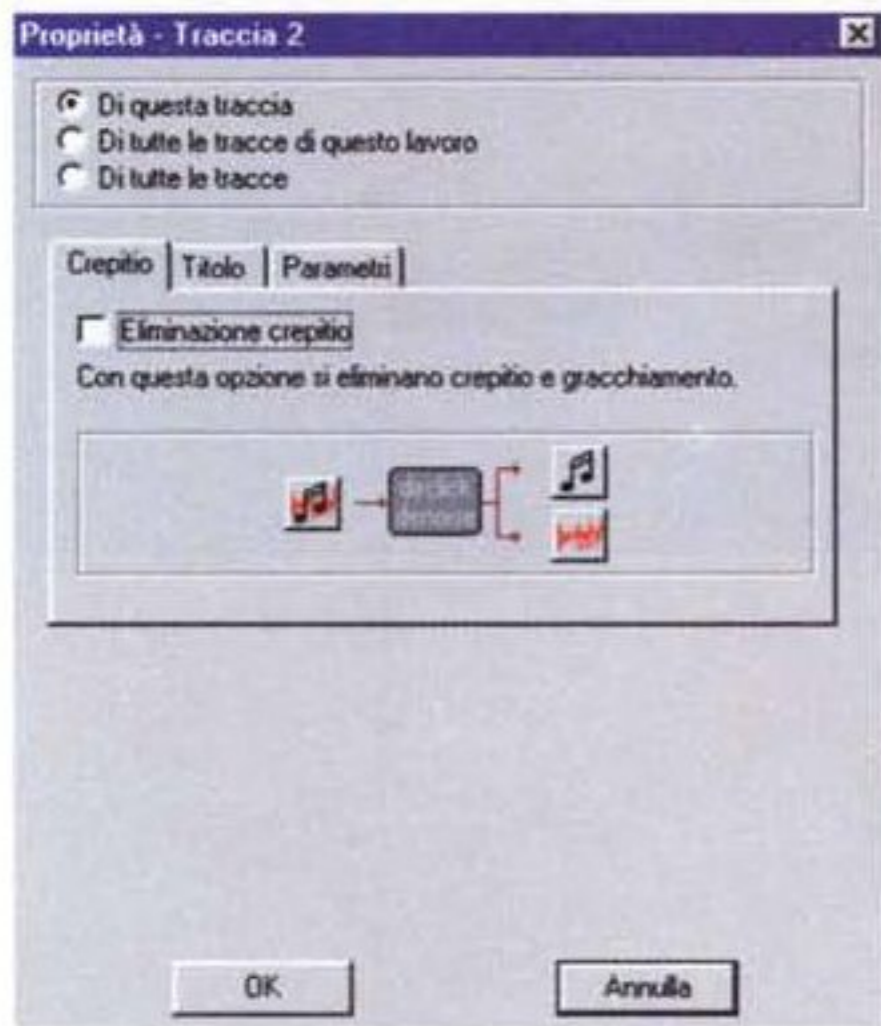 Proprietà - Traccia 2
Di questa traccia
Di tutte le tracce di questo lavoro
Di tutte le tracce
Crepitio Titolo Parametri
Eliminazione crepitio
Con questa opzione si eliminano crepitio e gracchiamento.
OK Annulla